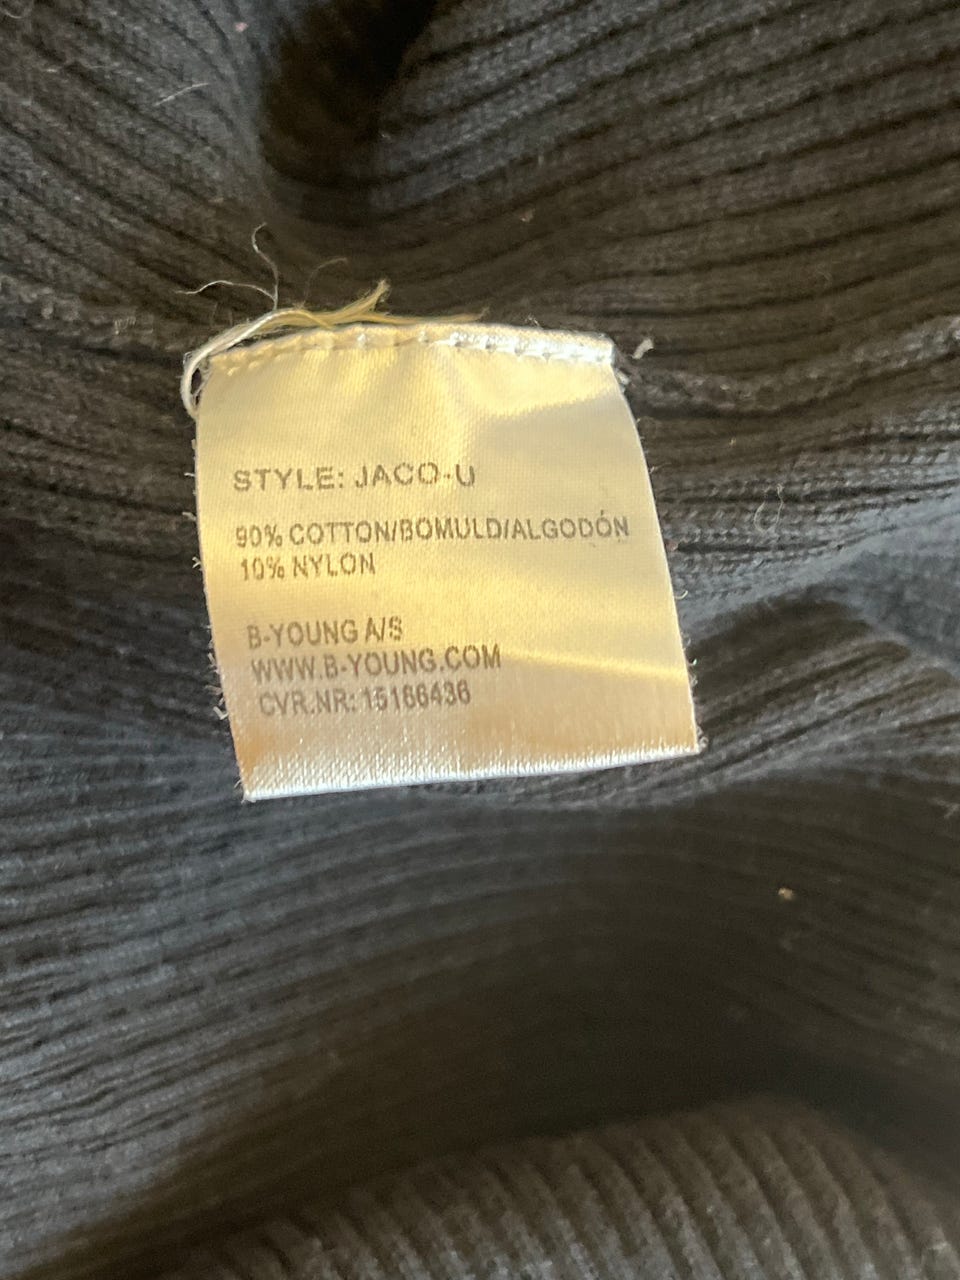 STYLE: JACO-U
90% COTTON/BOMULD/ALGODÓN
10% NYLON
B-YOUNG A/S
WWW.B-YOUNG.COM
CVR.NR: 15166436